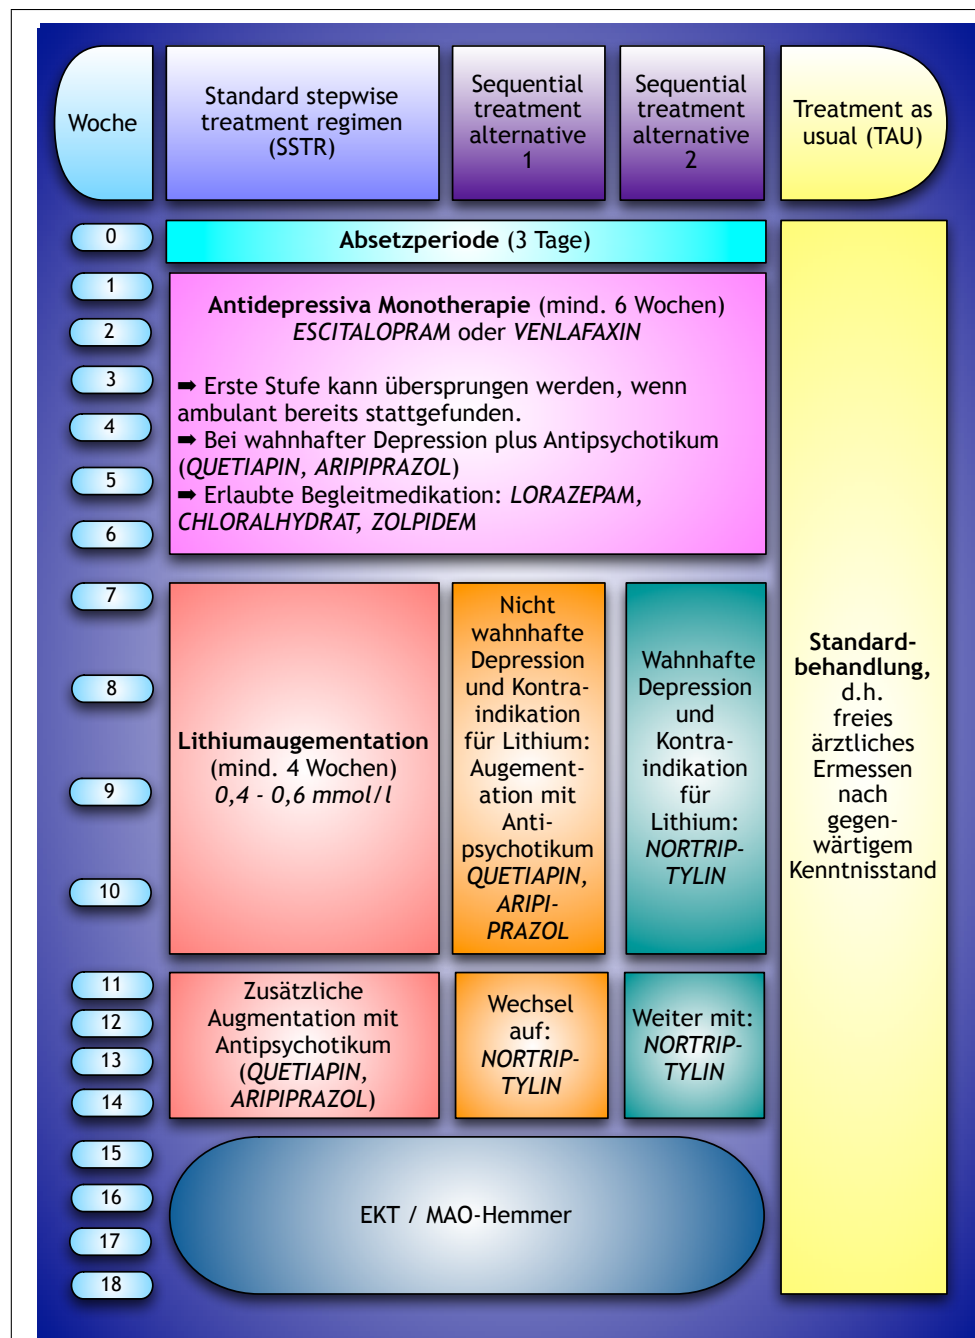 Woche
Standard stepwise
treatment regimen
(SSTR)
Sequential
treatment
alternative
1
Sequential
treatment
alternative
2
Treatment as
usual (TAU)
0
Absetzperiode (3 Tage)
1
2
3
4
5
6
Antidepressiva Monotherapie (mind. 6 Wochen)
ESCITALOPRAM oder VENLAFAXIN
➡ Erste Stufe kann übersprungen werden, wenn
ambulant bereits stattgefunden.
➡ Bei wahnhafter Depression plus Antipsychotikum
(QUETIAPIN, ARIPIPRAZOL)
➡ Erlaubte Begleitmedikation: LORAZEPAM,
CHLORALHYDRAT, ZOLPIDEM
7
8
9
10
Lithiumaugementation
(mind. 4 Wochen)
0,4 - 0,6 mmol/l
Nicht
wahnhafte
Depression
und Kontra-
indikation
für Lithium:
Augement-
ation mit
Anti-
psychotikum
QUETIAPIN,
ARIPI-
PRAZOL
Wahnhafte
Depression
und
Kontra-
indikation
für
Lithium:
NORTRIP-
TYLIN
Standard-
behandlung,
d.h.
freies
ärztliches
Ermessen
nach
gegen-
wärtigem
Kenntnisstand
11
12
13
14
Zusätzliche
Augmentation mit
Antipsychotikum
(QUETIAPIN,
ARIPIPRAZOL)
Wechsel
auf:
NORTRIP-
TYLIN
Weiter mit:
NORTRIP-
TYLIN
15
16
17
18
EKT / MAO-Hemmer